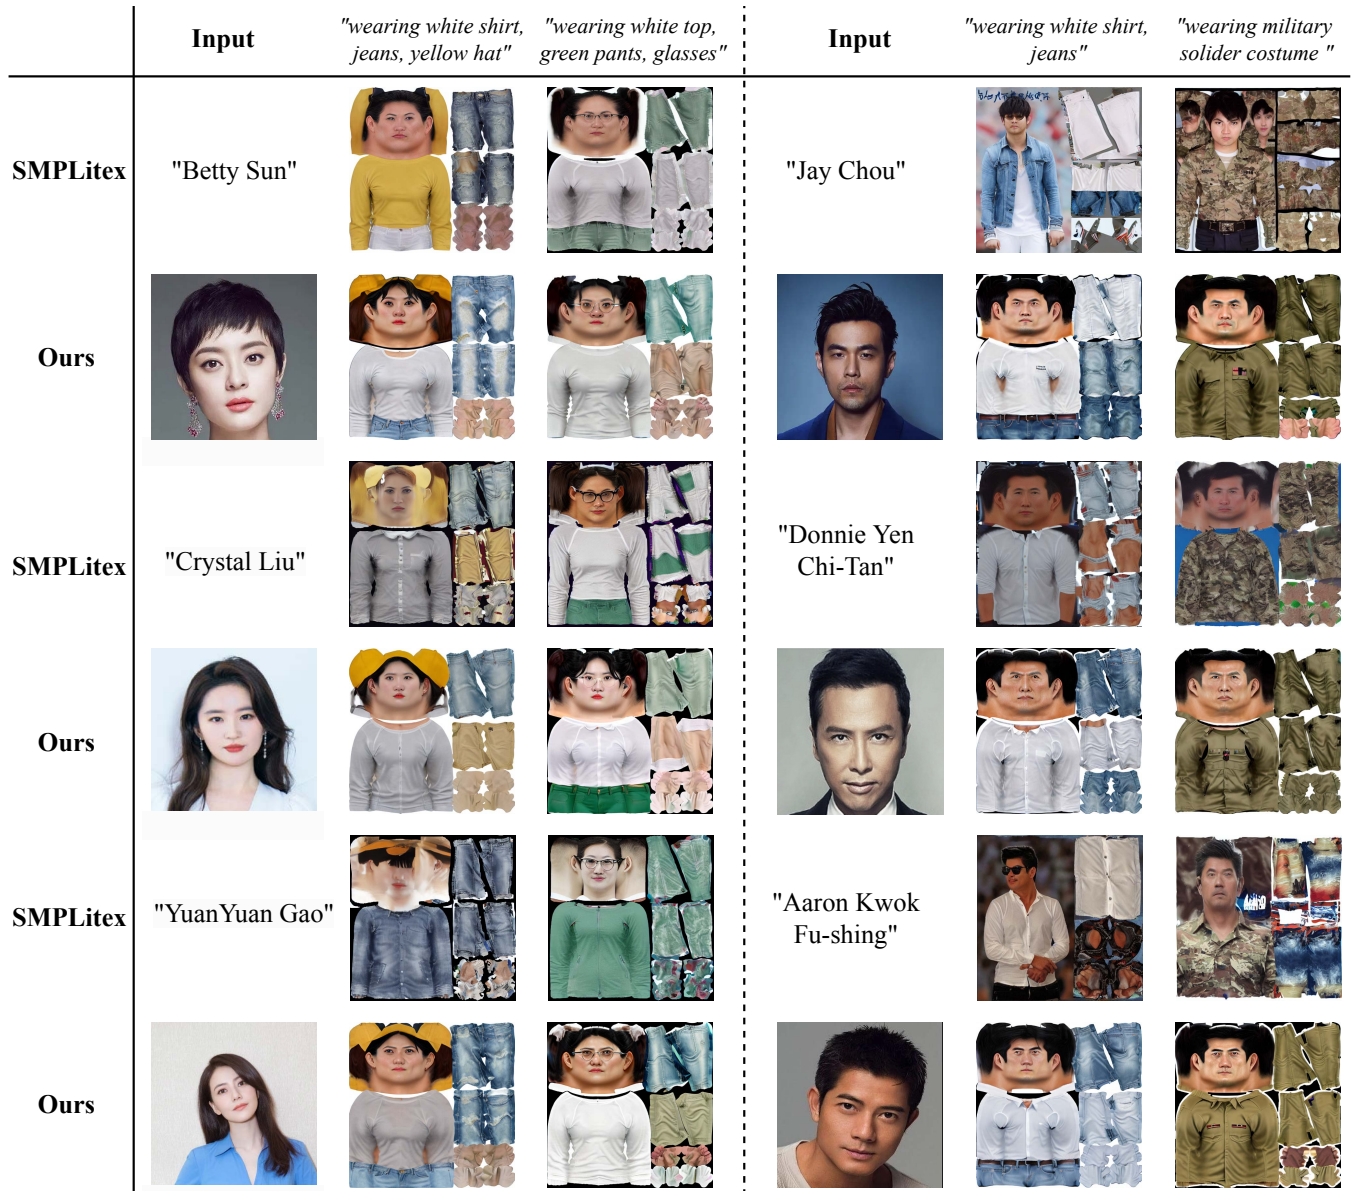 Input
"wearing white shirt,
jeans, yellow hat"
"wearing white top,
green pants, glasses"
Input
"wearing white shirt,
jeans"
"wearing military
solider costume "
SMPLitex
"Betty Sun"
"Jay Chou"
Ours
SMPLitex
"Crystal Liu"
"Donnie Yen
Chi-Tan"
Ours
SMPLitex
"YuanYuan Gao"
"Aaron Kwok
Fu-shing"
Ours